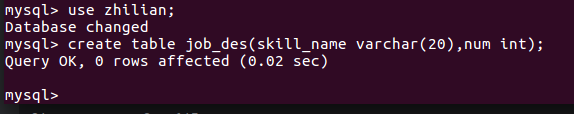 mysql> use zhilian;
Database changed
mysql> create table job_des(skill_name varchar(20),num int);
Query OK, 0 rows affected (0.02 sec)
mysql>